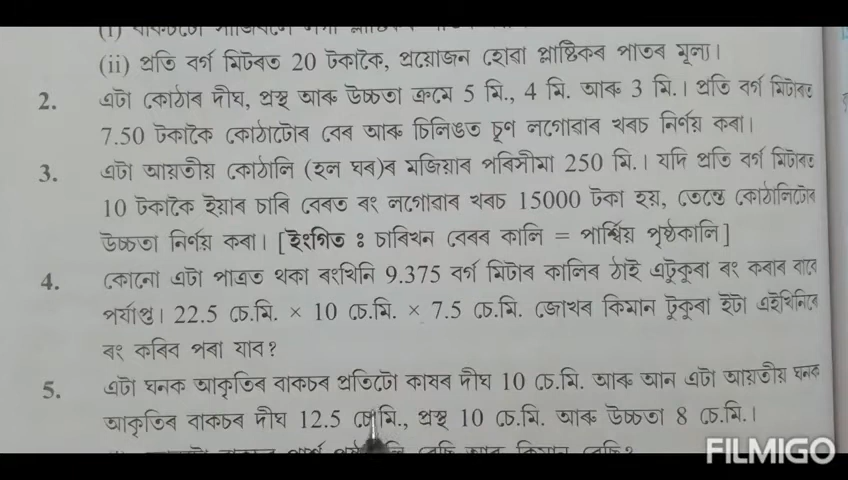 (ii) প্ৰতি বৰ্গ মিটৰত 20 টকাকৈ, প্ৰয়োজন হোৱা প্লাষ্টিকৰ পাতৰ মূল্য।
2. এটা কোঠাৰ দীঘ, প্ৰস্থ আৰু উচ্চতা ক্ৰমে 5 মি., 4 মি. আৰু 3 মি.। প্ৰতি বৰ্গ মিটাৰত
7.50 টকাকৈ কোঠাটোৰ বেৰ আৰু চিলিঙত চূণ লগোৱাৰ খৰচ নিৰ্ণয় কৰা।
3. এটা আয়তীয় কোঠালি (হল ঘৰ)ৰ মজিয়াৰ পৰিসীমা 250 মি.। যদি প্ৰতি বৰ্গ মিটাৰত
10 টকাকৈ ইয়াৰ চাৰি বেৰত ৰং লগোৱাৰ খৰচ 15000 টকা হয়, তেন্তে কোঠালিটোৰ
উচ্চতা নিৰ্ণয় কৰা। [ইংগিত : চাৰিখন বেৰৰ কালি = পাৰ্শ্বিয় পৃষ্ঠকালি]
4. কোনো এটা পাত্ৰত থকা ৰংখিনি 9.375 বৰ্গ মিটাৰ কালিৰ ঠাই এটুকুৰা ৰং কৰাৰ বাবে
পৰ্যাপ্ত। 22.5 চে.মি. × 10 চে.মি. × 7.5 চে.মি. জোখৰ কিমান টুকুৰা ইটা এইখিনিৰে
ৰং কৰিব পৰা যাব?
5. এটা ঘনক আকৃতিৰ বাকচৰ প্ৰতিটো কাষৰ দীঘ 10 চে.মি. আৰু আন এটা আয়তীয় ঘনক
আকৃতিৰ বাকচৰ দীঘ 12.5 চে.মি., প্ৰস্থ 10 চে.মি. আৰু উচ্চতা 8 চে.মি.।
FILMIGO